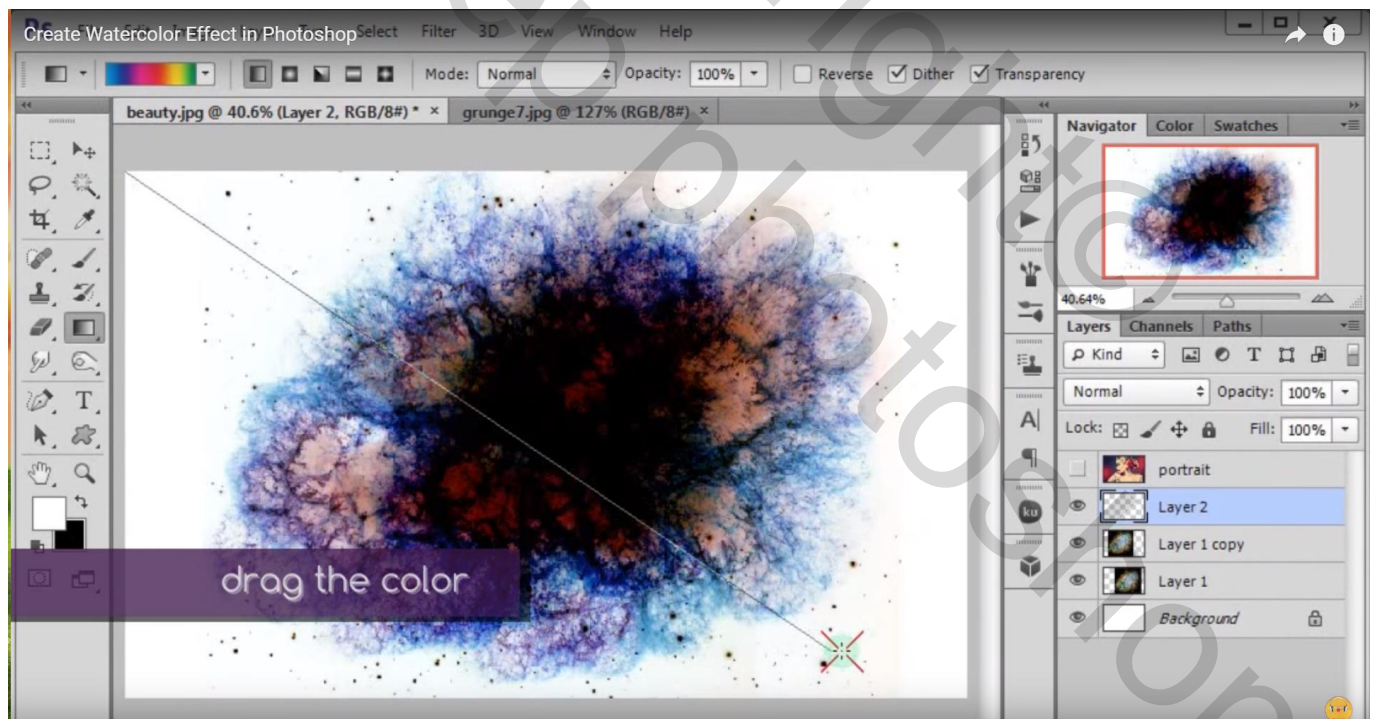 Create Watercolor Effect in Photoshop
Select Filter 3D View Window Help
Mode: Normal Opacity: 100% Reverse Dither Transparency
beauty.jpg @ 40.6% (Layer 2, RGB/8#) * × grunge7.jpg @ 127% (RGB/8#) ×
Navigator Color Swatches
40.64%
Layers Channels Paths
Kind
Normal Opacity: 100%
Lock: Fill: 100%
portrait
Layer 2
Layer 1 copy
Layer 1
Background
drag the color
ku